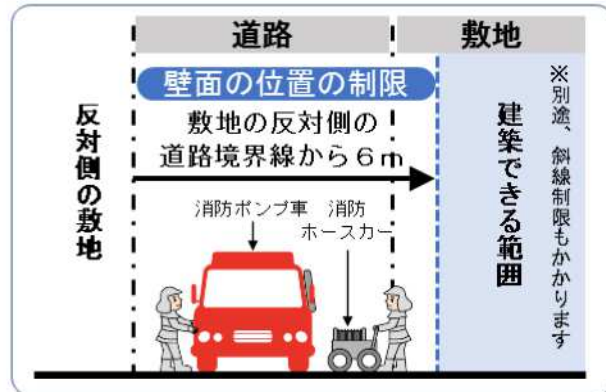 道路
敷地
壁面の位置の制限
敷地の反対側の
道路境界線から6m
反対側の敷地
消防ポンプ車
消防
ホースカー
建築できる範囲
※別途、斜線制限もかかります